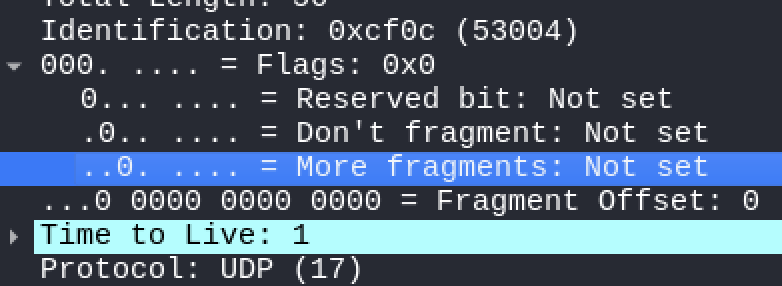 Total Length: 56
Identification: 0xcf0c (53004)
000. .... = Flags: 0x0
0... .... = Reserved bit: Not set
.0.. .... = Don't fragment: Not set
..0. .... = More fragments: Not set
...0 0000 0000 0000 = Fragment Offset: 0
Time to Live: 1
Protocol: UDP (17)